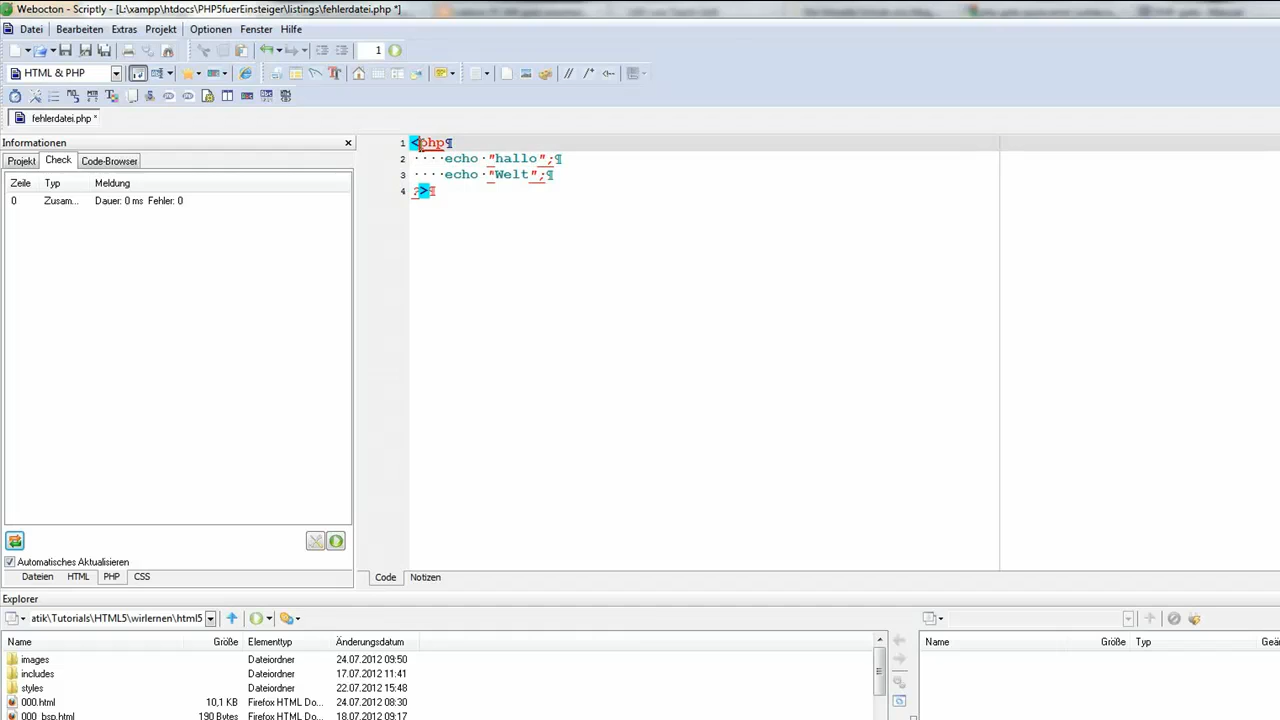 Webocton - Scriptly - [L:\xampp\htdocs\PHP5fuerEinsteiger\listings\fehlerdatei.php *]
Datei Bearbeiten Extras Projekt Optionen Fenster Hilfe
1
HTML & PHP
fehlerdatei.php *
Informationen
Projekt Check Code-Browser
Zeile Typ Meldung
0 Zusam... Dauer: 0 ms Fehler: 0
1 <php¶
2 ····echo·"hallo";¶
3 ····echo·"Welt";¶
4 ?>¶
Automatisches Aktualisieren
Dateien HTML PHP CSS
Code Notizen
Explorer
atik\Tutorials\HTML5\wirlernen\html5
Name Größe Elementtyp Änderungsdatum
images Dateiordner 24.07.2012 09:50
includes Dateiordner 17.07.2012 11:41
styles Dateiordner 22.07.2012 15:48
000.html 10,1 KB Firefox HTML Do... 24.07.2012 08:30
000_bsp.html 190 Bytes Firefox HTML Do... 18.07.2012 09:17
Name Größe Typ Geä